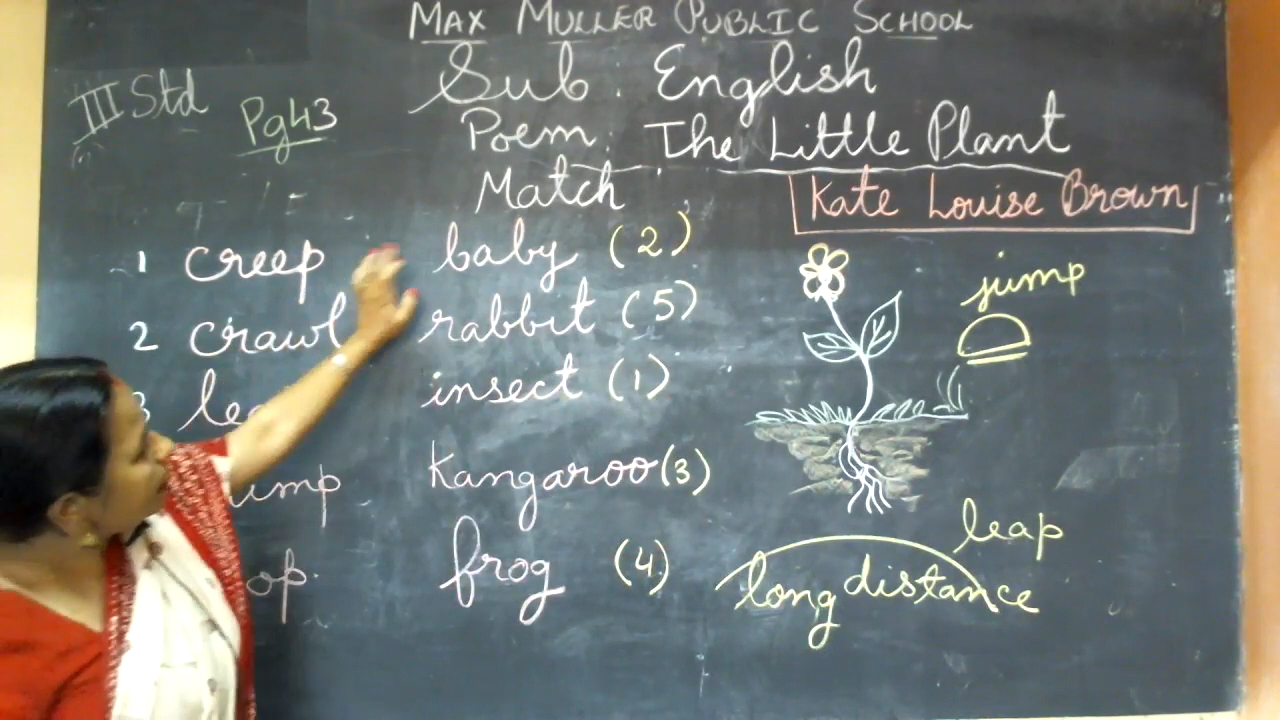 MAX MULLER PUBLIC SCHOOL
Sub. English
III Std
Pg43
Poem: The Little Plant
Match
Kate Louise Brown
1 creep baby (2)
2 crawl rabbit (5)
3 insect (1)
Kangaroo (3)
frog (4)
jump
leap
long distance